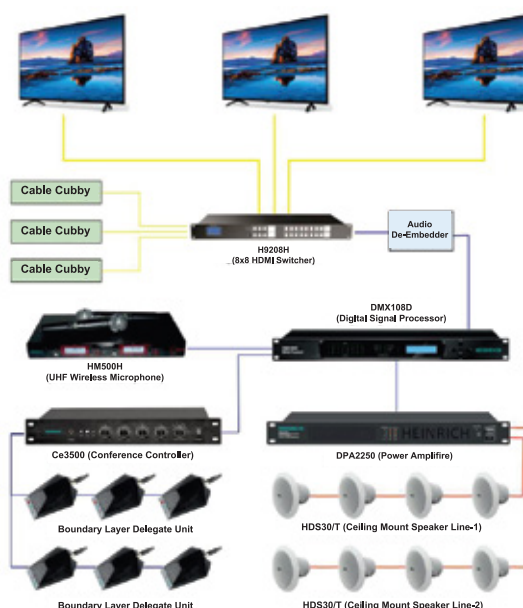 Cable Cubby
Cable Cubby
Cable Cubby
H9208H
_(8x8 HDMI Switcher)
Audio
De-Embedder
DMX108D
(Digital Signal Processor)
HM500H
(UHF Wireless Microphone)
HEINRICH
Ce3500 (Conference Controller)
DPA2250 (Power Amplifire)
Boundary Layer Delegate Unit
HDS30/T (Ceiling Mount Speaker Line-1)
Boundary Layer Delegate Unit
HDS30/T (Ceiling Mount Speaker Line-2)